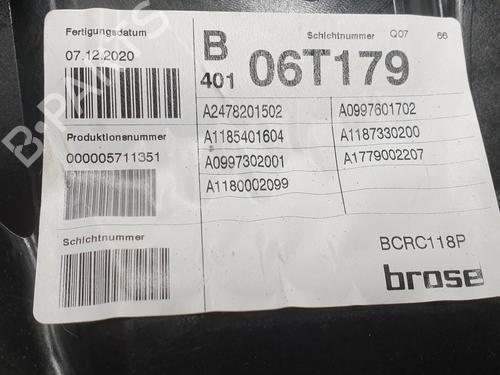 Fertigungsdatum
07.12.2020
B
401
Schichtnummer Q07 66
06T179
Produktionsnummer
000005711351
Schichtnummer
A2478201502 A0997601702
A1185401604 A1187330200
A0997302001 A1779002207
A1180002099
BCRC118P
brose
B-PARTS